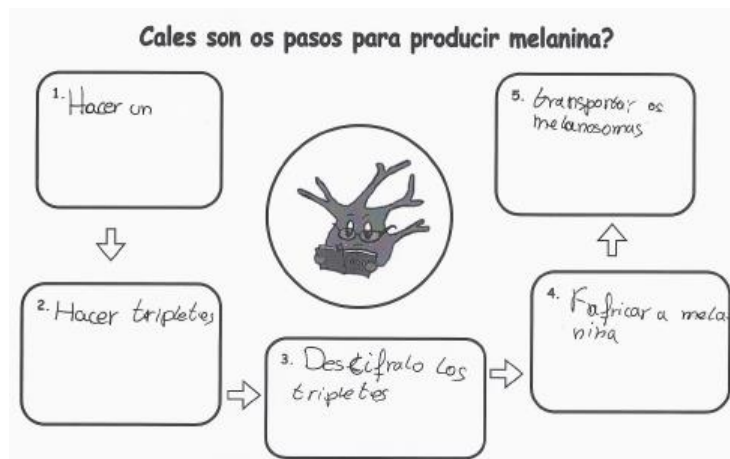 Cales son os pasos para producir melanina?
1. Hacer un
2. Hacer tripletes
3. Descifralo los
tripletes
4. Fafricar a mela
nina
5. transportar os
melanosomas